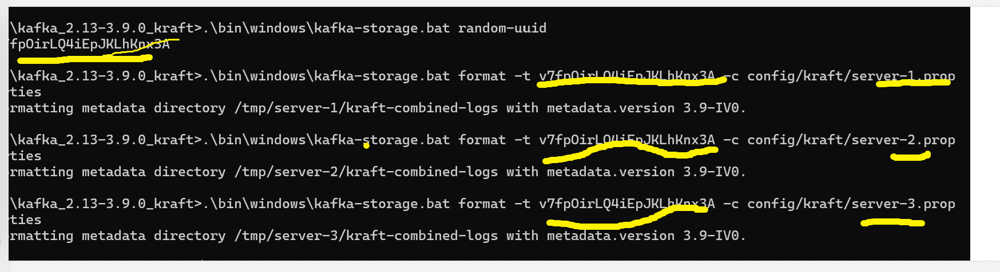 \kafka_2.13-3.9.0_kraft>.\bin\windows\kafka-storage.bat random-uuid
fpOirLQ4iEpJKLhKnx3A
\kafka_2.13-3.9.0_kraft>.\bin\windows\kafka-storage.bat format -t v7fpOirLQ4iEpJKLhKnx3A -c config/kraft/server-1.prop
rties
rmatting metadata directory /tmp/server-1/kraft-combined-logs with metadata.version 3.9-IV0.
\kafka_2.13-3.9.0_kraft>.\bin\windows\kafka-storage.bat format -t v7fpOirLQ4iEpJKLhKnx3A -c config/kraft/server-2.prop
rties
rmatting metadata directory /tmp/server-2/kraft-combined-logs with metadata.version 3.9-IV0.
\kafka_2.13-3.9.0_kraft>.\bin\windows\kafka-storage.bat format -t v7fpOirLQ4iEpJKLhKnx3A -c config/kraft/server-3.prop
rties
rmatting metadata directory /tmp/server-3/kraft-combined-logs with metadata.version 3.9-IV0.